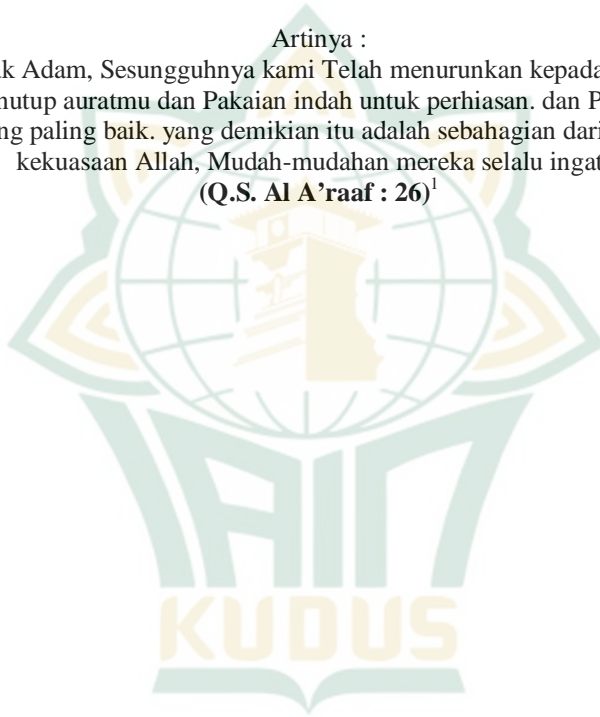 Artinya :
k Adam, Sesungguhnya kami Telah menurunkan kepada
nutup auratmu dan Pakaian indah untuk perhiasan. dan P
ng paling baik. yang demikian itu adalah sebahagian dari
kekuasaan Allah, Mudah-mudahan mereka selalu ingat
(Q.S. Al A’raaf : 26)1
IAIN
KUDUS